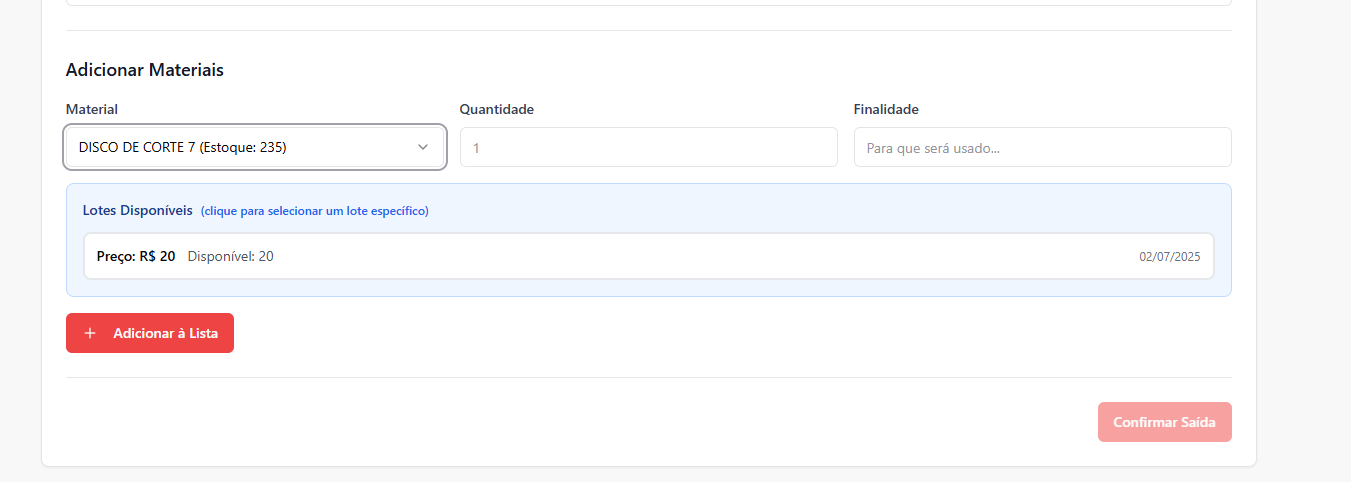 Adicionar Materiais
Material
Quantidade
Finalidade
DISCO DE CORTE 7 (Estoque: 235)
1
Para que será usado...
Lotes Disponíveis (clique para selecionar um lote específico)
Preço: R$ 20 Disponível: 20 02/07/2025
+ Adicionar à Lista
Confirmar Saída